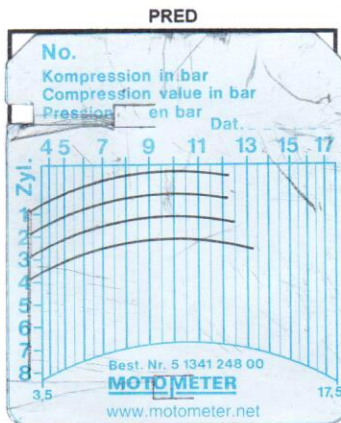 PRED
No.
Kompression in bar
Compression value in bar
Pression en bar
Dat.
4 5 7 9 11 13 15 17
Zyl.
1
2
3
4
5
6
7
8
3,5 17,5
Best. Nr. 5 1341 248 00
MOTOMETER
www.motometer.net